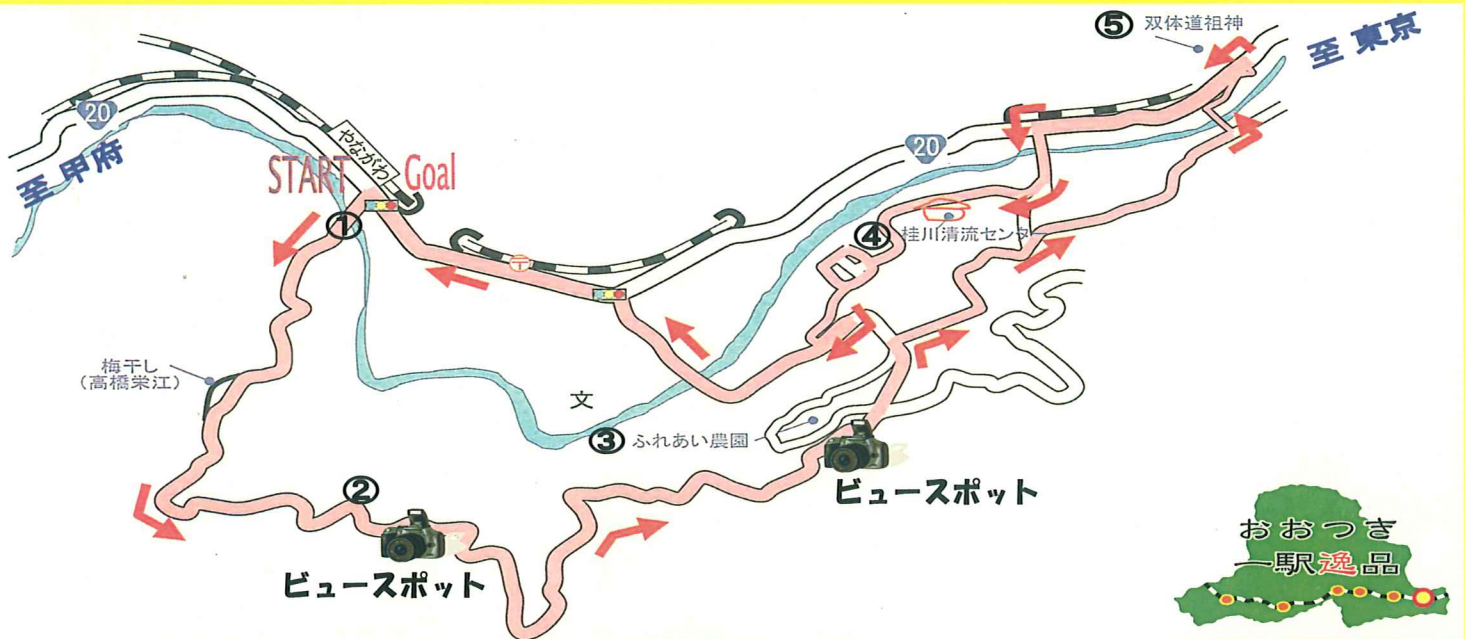 ⑤ 双体道祖神
至 東京
20
至 甲府
やながわ
START
Goal
①
20
④ 桂川清流センター
〒
梅干し
(高橋栄江)
文
③ ふれあい農園
ビュースポット
②
ビュースポット
おおつき
一駅逸品